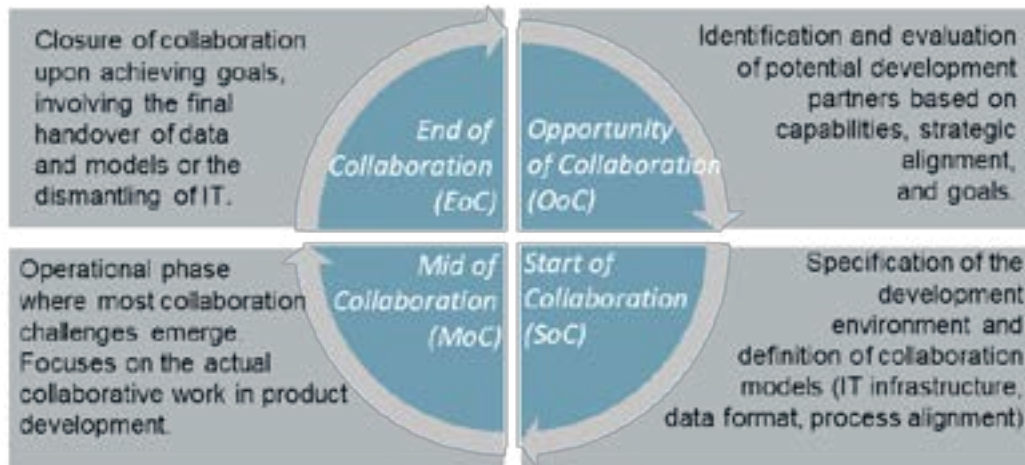 Closure of collaboration
upon achieving goals,
involving the final
handover of data
and models or the
dismantling of IT.
End of
Collaboration
(EoC)
Opportunity
of Collaboration
(OoC)
Identification and evaluation
of potential development
partners based on
capabilities, strategic
alignment,
and goals.
Operational phase
where most collaboration
challenges emerge.
Focuses on the actual
collaborative work in product
development.
Mid of
Collaboration
(MoC)
Start of
Collaboration
(SoC)
Specification of the
development
environment and
definition of collaboration
models (IT infrastructure,
data format, process alignment)